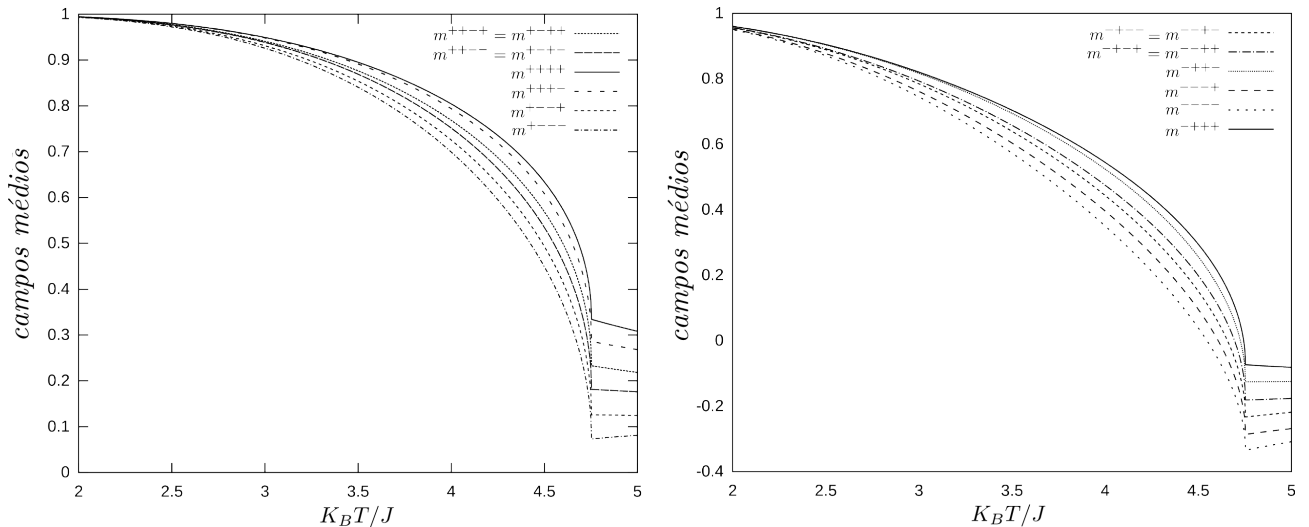 campos médios
1
0.9
0.8
0.7
0.6
0.5
0.4
0.3
0.2
0.1
0
2
2.5
3
3.5
4
4.5
5
K_BT/J
m^{++−+} = m^{+−++}
m^{++−−} = m^{+−+−}
m^{++++}
m^{+++−}
m^{+−−+}
m^{+−−−}
campos médios
1
0.8
0.6
0.4
0.2
0
-0.2
-0.4
2
2.5
3
3.5
4
4.5
5
K_BT/J
m^{−+−−} = m^{−−+−}
m^{−+−+} = m^{−−++}
m^{−++−}
m^{−−−+}
m^{−−−−}
m^{−+++}